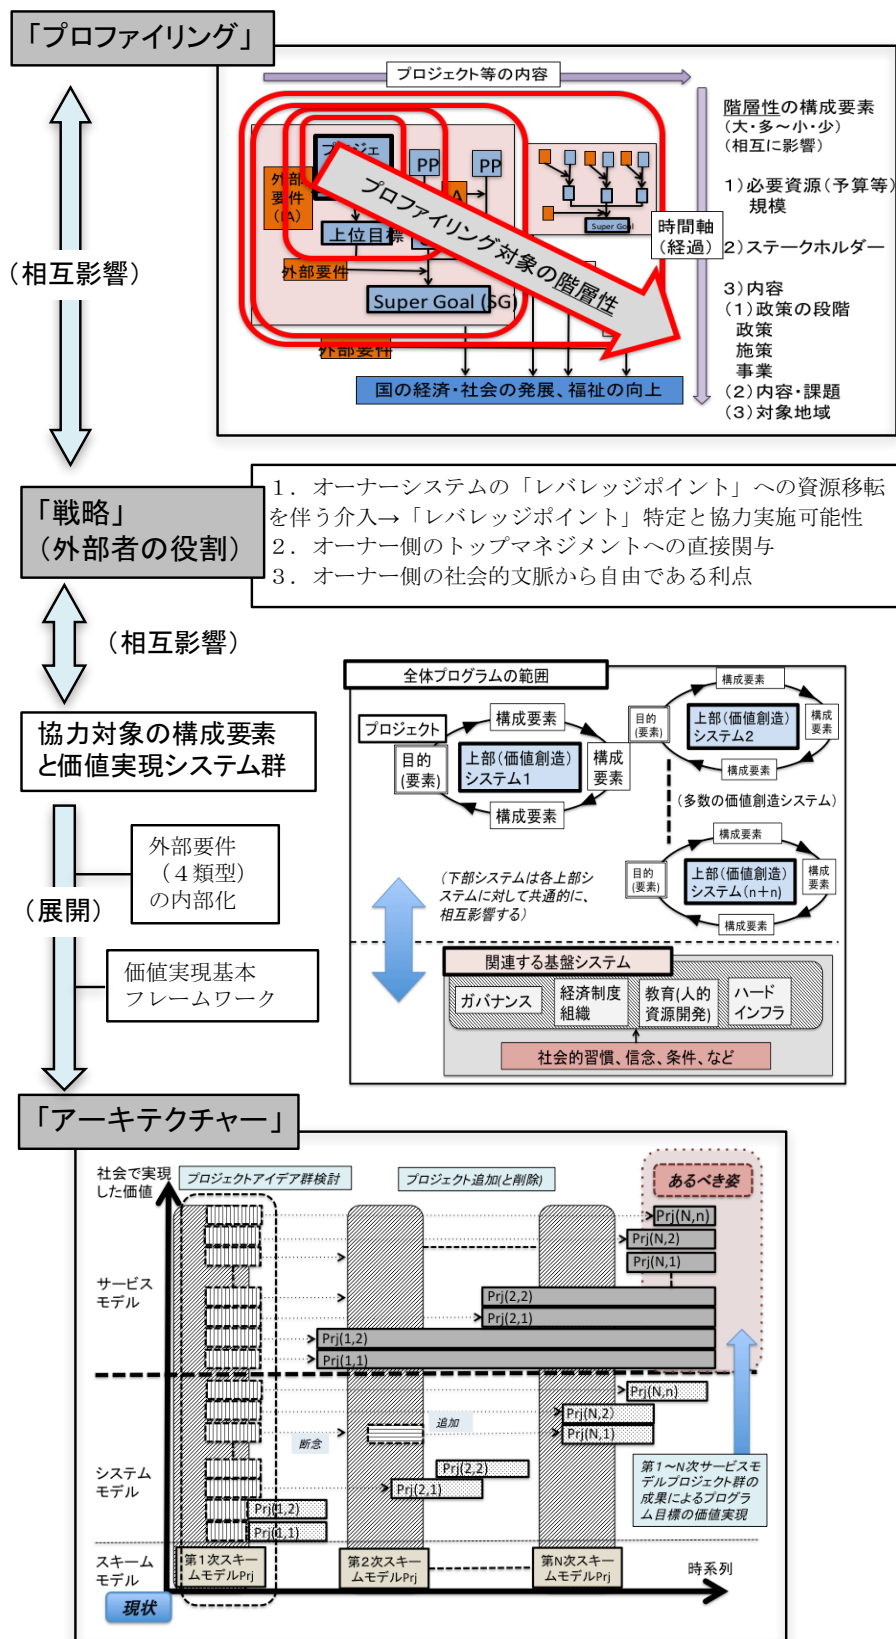 「プロファイリング」
プロジェクト等の内容
階層性の構成要素
(大・多～小・少)
(相互に影響)
1)必要資源(予算等)
規模
2)ステークホルダー
3)内容
(1)政策の段階
政策
施策
事業
(2)内容・課題
(3)対象地域
時間軸
(経過)
プロジェ
PP
PP
外部
要件
(IA)
上位目標
外部要件
Super Goal (SG)
Super Goal
プロファイリング対象の階層性
外部要件
国の経済・社会の発展、福祉の向上
(相互影響)
「戦略」
(外部者の役割)
1．オーナーシステムの「レバレッジポイント」への資源移転
を伴う介入→「レバレッジポイント」特定と協力実施可能性
2．オーナー側のトップマネジメントへの直接関与
3．オーナー側の社会的文脈から自由である利点
(相互影響)
協力対象の構成要素
と価値実現システム群
外部要件
(4類型)
の内部化
(展開)
価値実現基本
フレームワーク
全体プログラムの範囲
プロジェクト
目的
(要素)
構成要素
上部(価値創造)
システム1
構成
要素
構成要素
構成要素
目的
(要素)
上部(価値創造)
システム2
構成
要素
構成要素
(多数の価値創造システム)
構成要素
目的
(要素)
上部(価値創造)
システム(n+n)
構成
要素
構成要素
(下部システムは各上部シ
ステムに対して共通的に、
相互影響する)
関連する基盤システム
ガバナンス
経済制度
組織
教育(人的
資源開発)
ハード
インフラ
社会的習慣、信念、条件、など
「アーキテクチャー」
社会で実現
した価値
プロジェクトアイデア群検討
プロジェクト追加(と削除)
あるべき姿
Prj(N,n)
Prj(N,2)
Prj(N,1)
サービス
モデル
Prj(2,2)
Prj(2,1)
Prj(1,2)
Prj(1,1)
Prj(N,n)
Prj(N,2)
Prj(N,1)
追加
断念
システム
モデル
Prj(2,2)
Prj(2,1)
Prj(1,2)
Prj(1,1)
第1～N次サービスモ
デルプロジェクト群の
成果によるプログラ
ム目標の価値実現
スキーム
モデル
第1次スキー
ムモデルPrj
第2次スキー
ムモデルPrj
第N次スキー
ムモデルPrj
時系列
現状